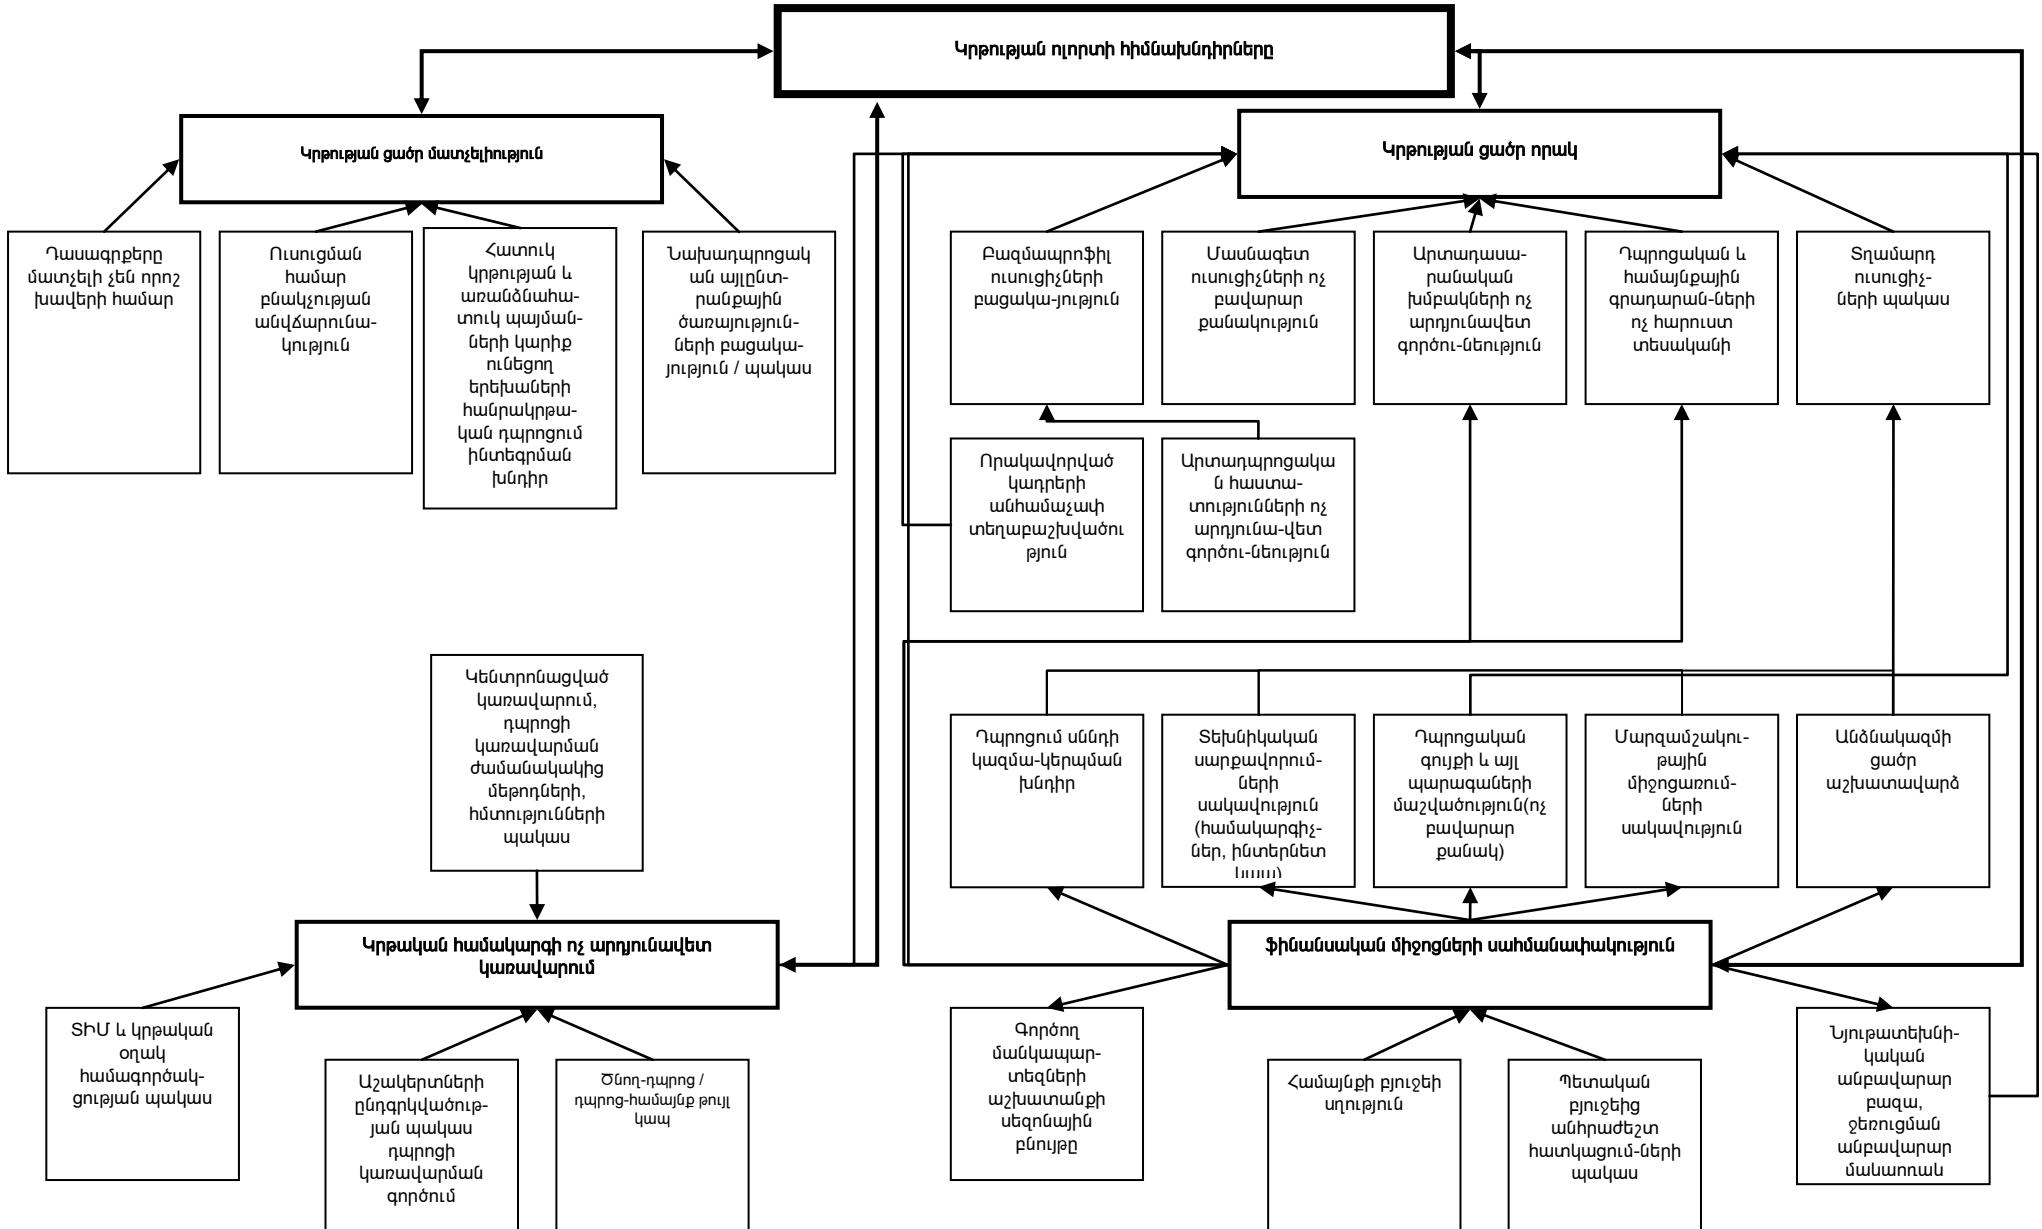 Կրթության ոլորտի հիմնախնդիրները
Կրթության ցածր մատչելիություն
Կրթության ցածր որակ
Դասագրքերը
մատչելի չեն որոշ
խավերի համար
Ուսուցման
համար
բնակչության
անվճարունա-
կություն
Հատուկ
կրթության և
առանձնահա-
տուկ պայման-
ների կարիք
ունեցող
երեխաների
հանրակրթա-
կան դպրոցում
ինտեգրման
խնդիր
Նախադպրոցակ
ան այլընտ-
րանքային
ծառայություն-
ների բացակա-
յություն / պակաս
Բազմապրոֆիլ
ուսուցիչների
բացակա-յություն
Մասնագետ
ուսուցիչների ոչ
բավարար
քանակություն
Արտադասա-
րանական
խմբակների ոչ
արդյունավետ
գործու-նեություն
Դպրոցական և
համայնքային
գրադարան-ների
ոչ հարուստ
տեսականի
Տղամարդ
ուսուցիչ-
ների պակաս
Որակավորված
կադրերի
անհամաչափ
տեղաբաշխվածու
թյուն
Արտադպրոցակա
ն հաստա-
տությունների ոչ
արդյունա-վետ
գործու-նեություն
Կենտրոնացված
կառավարում,
դպրոցի
կառավարման
ժամանակակից
մեթոդների,
հմտությունների
պակաս
Դպրոցում սննդի
կազմա-կերպման
խնդիր
Տեխնիկական
սարքավորում-
ների
սակավություն
(համակարգիչ-
ներ, ինտերնետ
կապ)
Դպրոցական
գույքի և այլ
պարագաների
մաշվածություն(ոչ
բավարար
քանակ)
Մարզամշակու-
թային
միջոցառում-
ների
սակավություն
Անձնակազմի
ցածր
աշխատավարձ
Կրթական համակարգի ոչ արդյունավետ
կառավարում
Ֆինանսական միջոցների սահմանափակություն
ՏԻՄ և կրթական
օղակ
համագործակ-
ցության պակաս
Աշակերտների
ընդգրկվածութ-
յան պակաս
դպրոցի
կառավարման
գործում
Ծնող-դպրոց /
դպրոց-համայնք թույլ
կապ
Գործող
մանկապար-
տեզների
աշխատանքի
սեզոնային
բնույթը
Համայնքի բյուջեի
սղություն
Պետական
բյուջեից
անհրաժեշտ
հատկացում-ների
պակաս
Նյութատեխնի-
կական
անբավարար
բազա,
ջեռուցման
անբավարար
մակարդակ